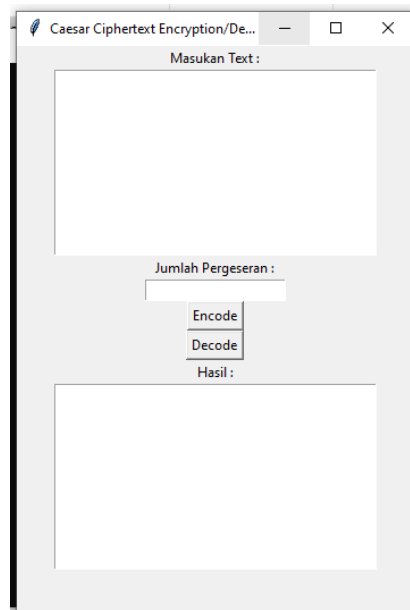 Caesar Ciphertext Encryption/De...
Masukan Text :
Jumlah Pergeseran :
Encode
Decode
Hasil :